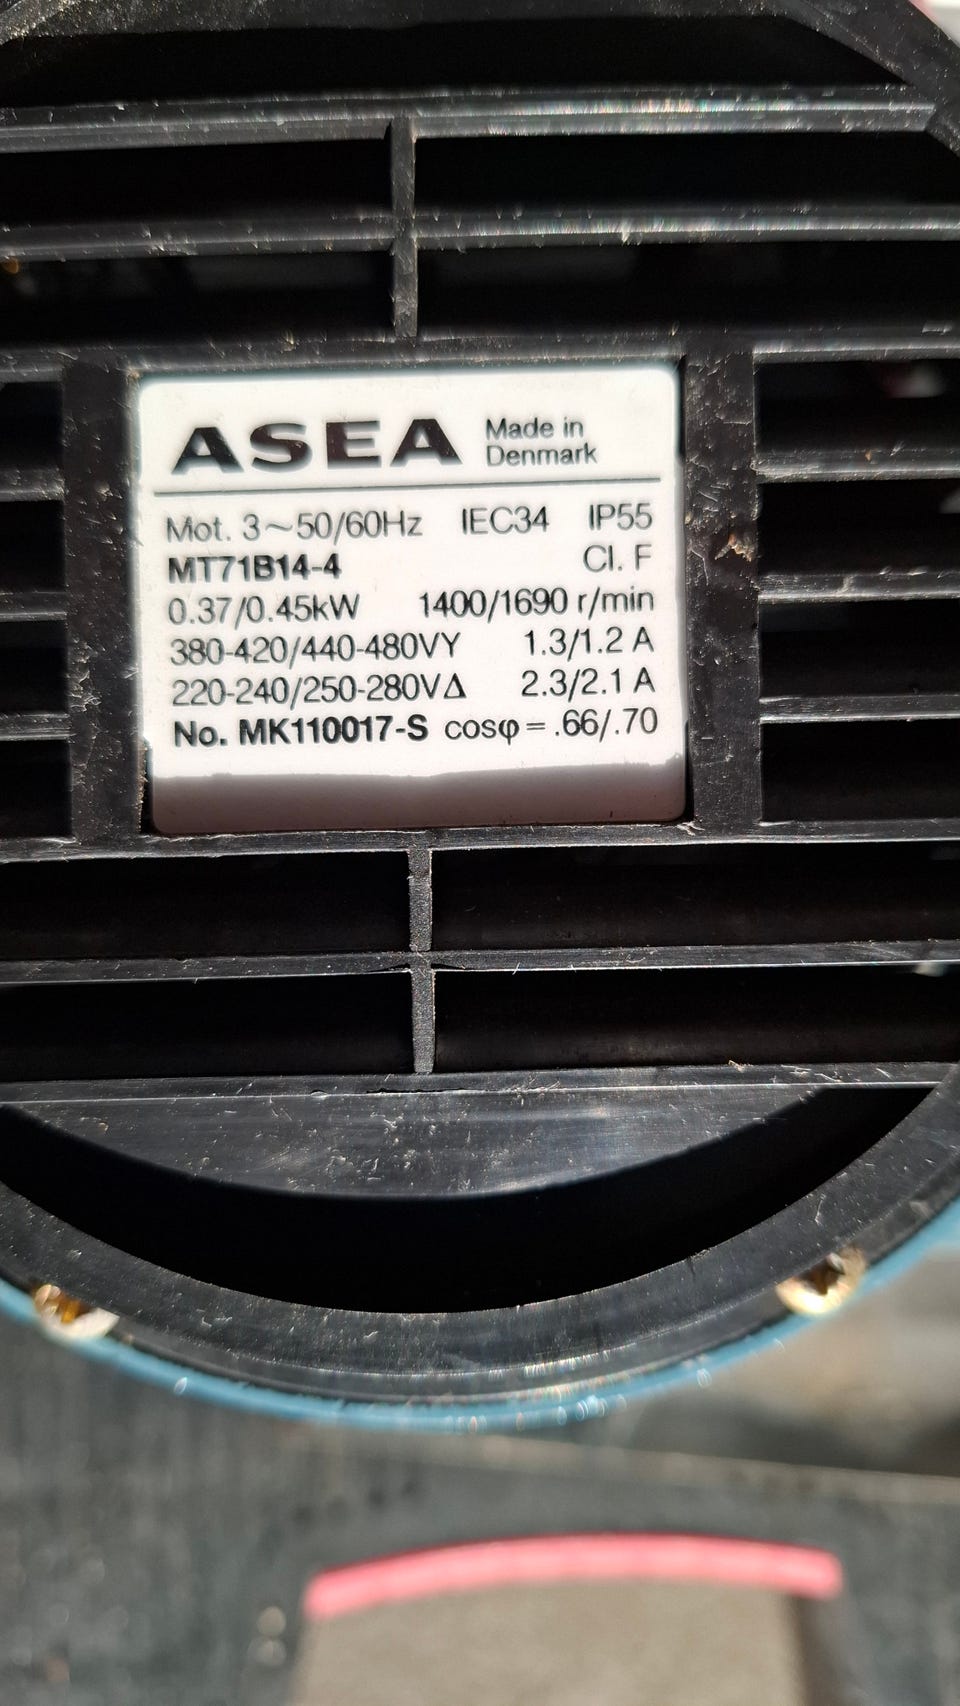 ASEA Made in
Denmark
Mot. 3~50/60Hz IEC34 IP55
MT71B14-4 Cl. F
0.37/0.45kW 1400/1690 r/min
380-420/440-480VY 1.3/1.2 A
220-240/250-280VΔ 2.3/2.1 A
No. MK110017-S cosφ = .66/.70